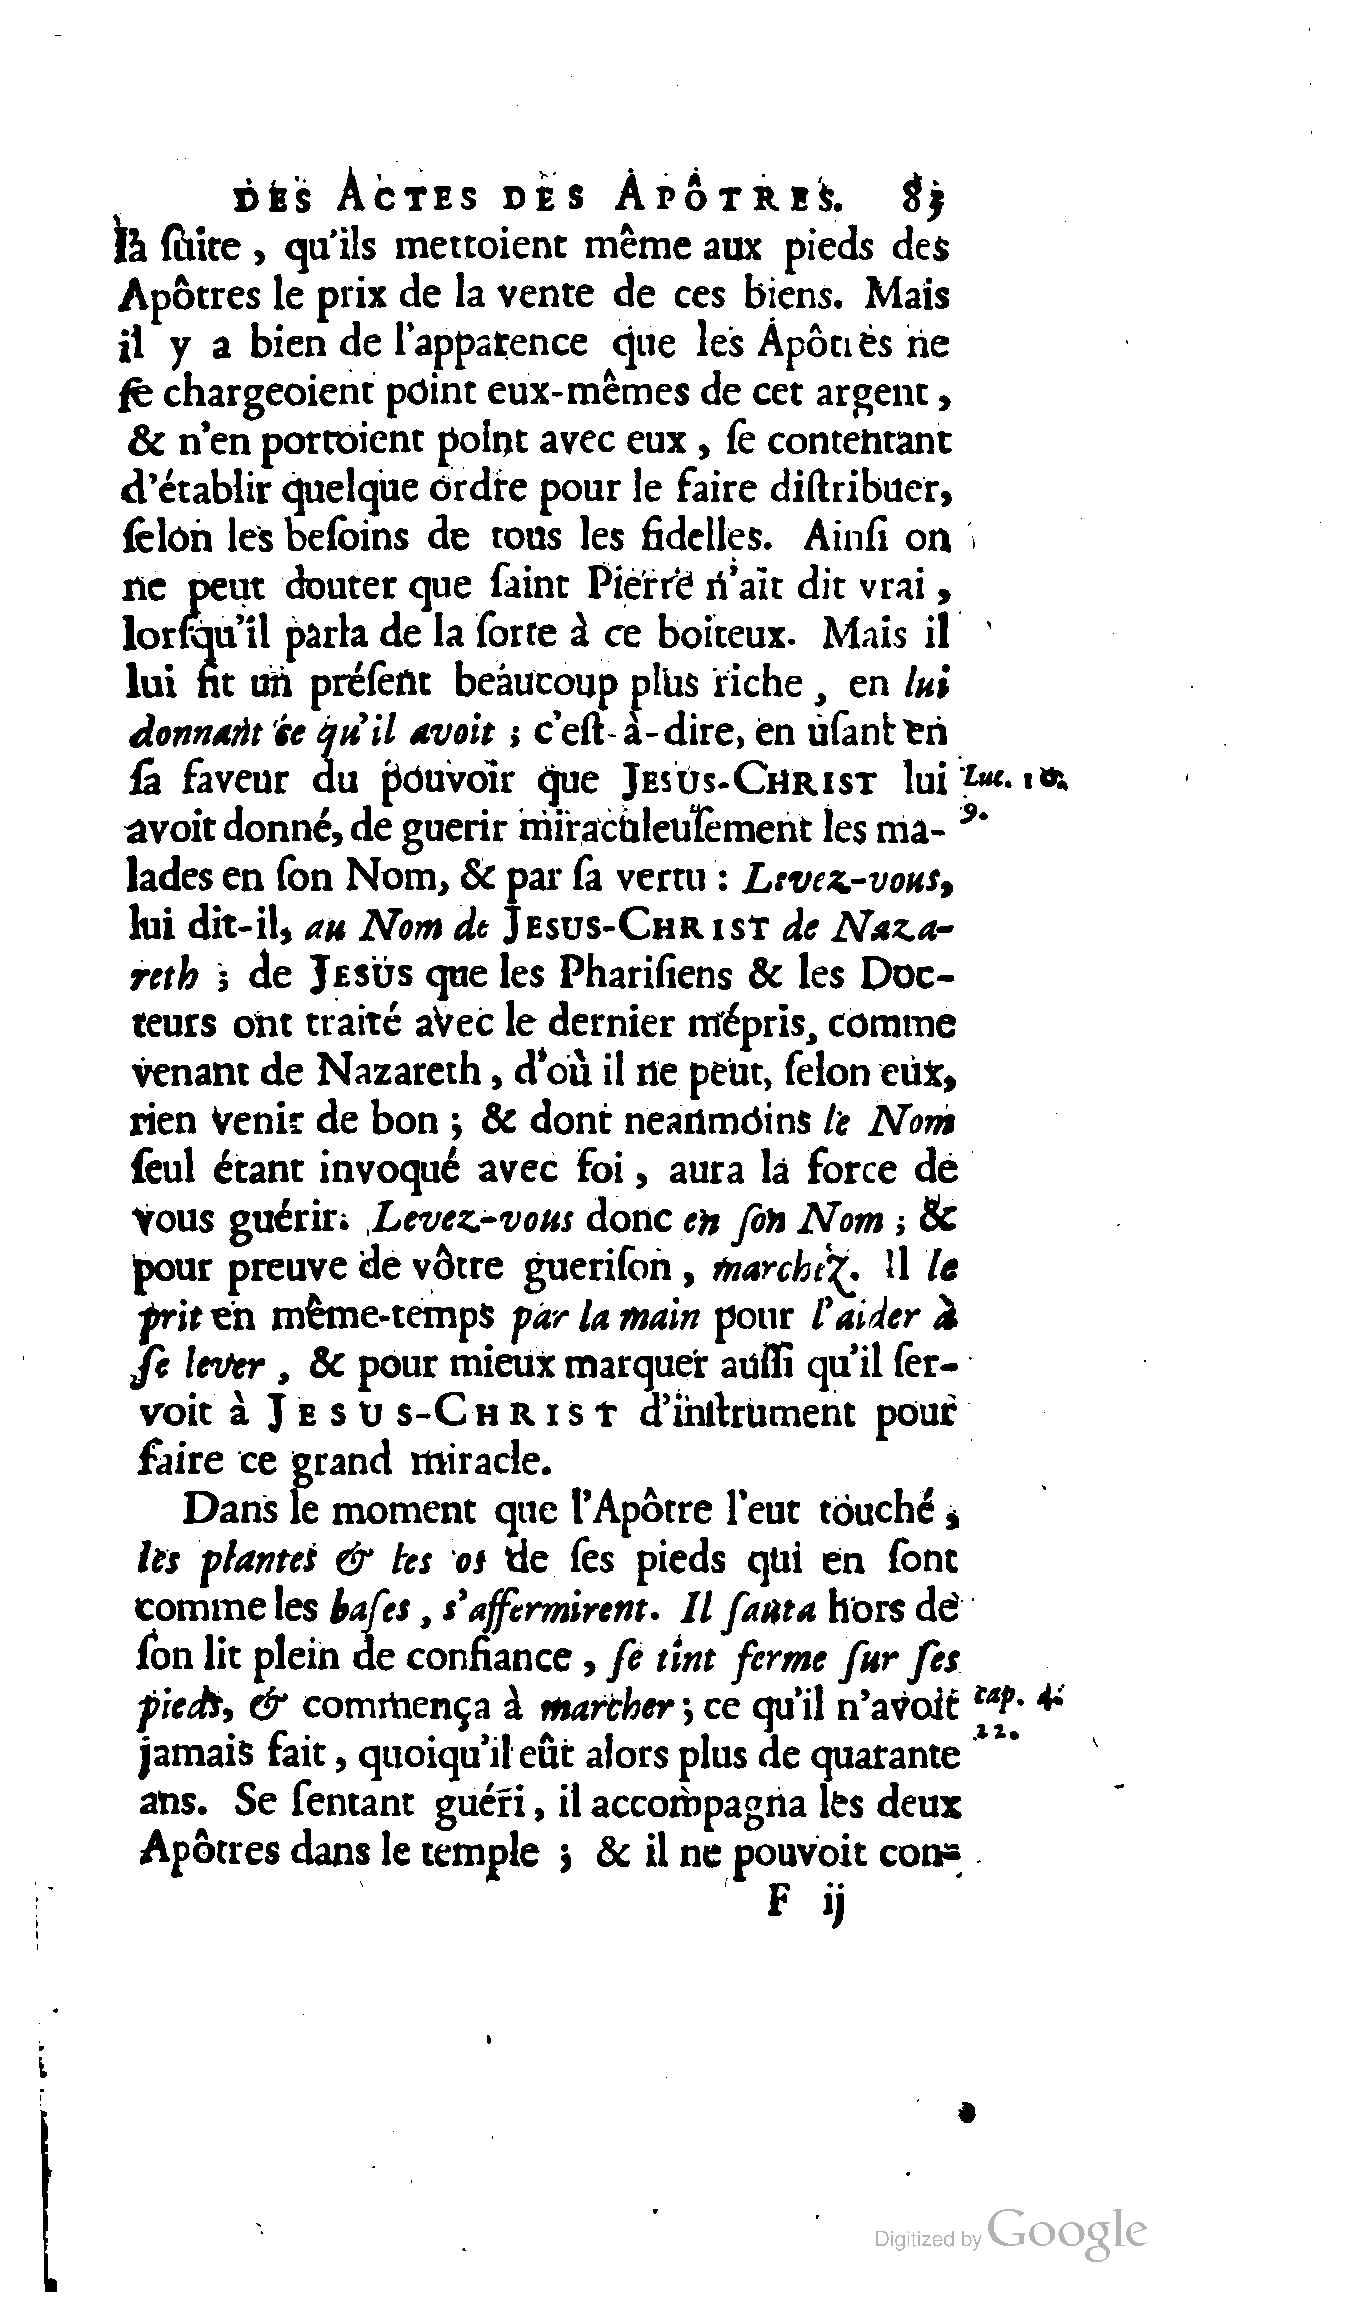 DES ACTES DES APÔTRES. 83
la ſuite, qu'ils mettoient même aux pieds des
Apôtres le prix de la vente de ces biens. Mais
il y a bien de l'apparence que les Apôtres ne
ſe chargeoient point eux-mêmes de cet argent,
& n'en portoient point avec eux, ſe contentant
d'établir quelque ordre pour le faire diſtribuer,
ſelon les beſoins de tous les fidelles. Ainſi on
ne peut douter que ſaint Pierre n'ait dit vrai,
lorſqu'il parla de la ſorte à ce boiteux. Mais il
lui fit un préſent beaucoup plus riche, en lui
donnant ce qu'il avoit; c'eſt-à-dire, en uſant en
ſa faveur du pouvoir que JESUS-CHRIST lui
Luc. 10.
avoit donné, de guerir miraculeuſement les ma-
9.
lades en ſon Nom, & par ſa vertu : Levez-vous,
lui dit-il, au Nom de JESUS-CHRIST de Naza-
reth; de JESUS que les Phariſiens & les Doc-
teurs ont traité avec le dernier mépris, comme
venant de Nazareth, d'où il ne peut, ſelon eux,
rien venir de bon; & dont neanmoins le Nom
ſeul étant invoqué avec foi, aura la force de
vous guérir. Levez-vous donc en ſon Nom; &
pour preuve de vôtre gueriſon, marchez. Il le
prit en même-temps par la main pour l'aider à
ſe lever, & pour mieux marquer auſſi qu'il ſer-
voit à JESUS-CHRIST d'inſtrument pour
faire ce grand miracle.
Dans le moment que l'Apôtre l'eut touché,
les plantes & les os de ſes pieds qui en ſont
comme les baſes, s'affermirent. Il ſauta hors de
ſon lit plein de confiance, ſe tint ferme ſur ſes
pieds, & commença à marcher; ce qu'il n'avoit
cap. 4.
jamais fait, quoiqu'il eût alors plus de quarante
22.
ans. Se ſentant guéri, il accompagna les deux
Apôtres dans le temple; & il ne pouvoit con-
F ij
Digitized by Google